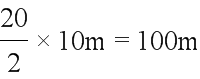 20/2 × 10m = 100m